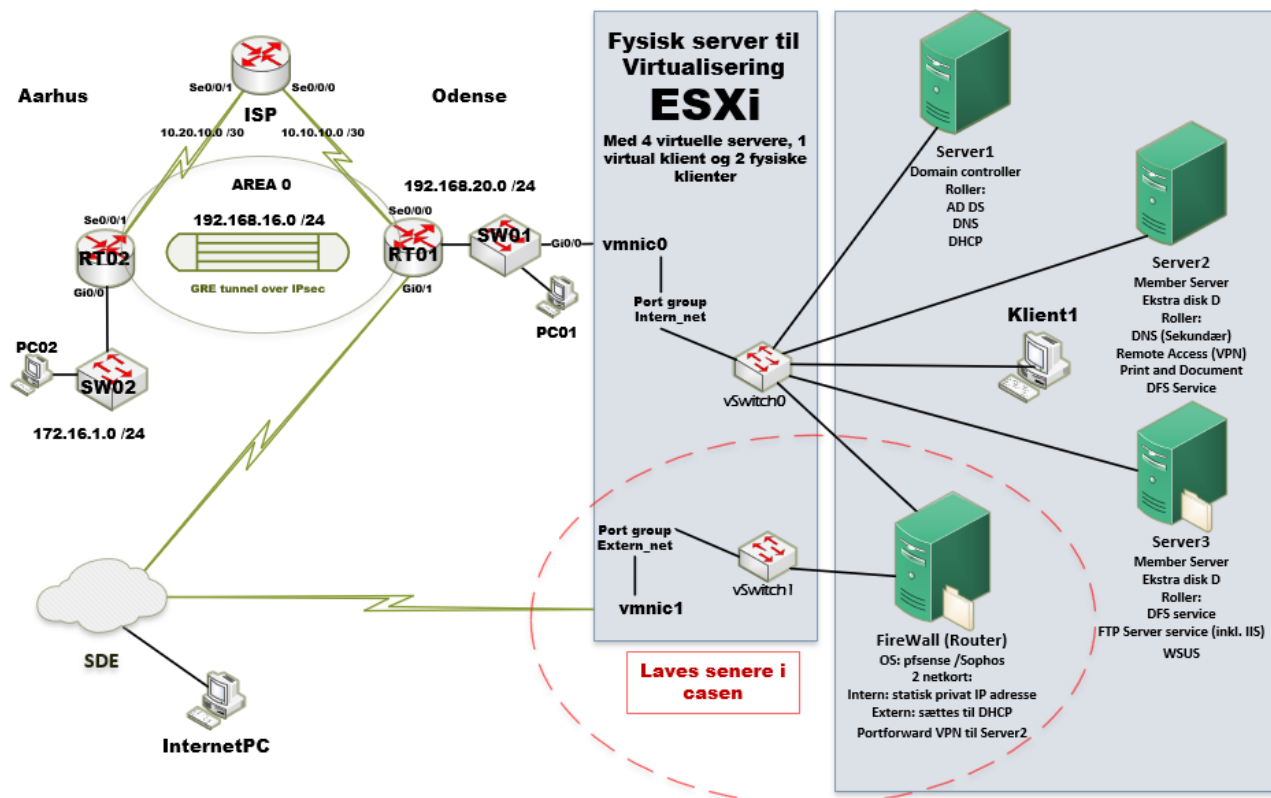 Aarhus
Se0/0/1
Se0/0/0
ISP
Odense
10.20.10.0 /30
10.10.10.0 /30
AREA 0
192.168.16.0 /24
GRE tunnel over IPsec
Se0/0/1
RT02
Gi0/0
Se0/0/0
RT01
Gi0/1
192.168.20.0 /24
SW01
Gi0/0
PC01
PC02
SW02
172.16.1.0 /24
SDE
InternetPC
Fysisk server til
Virtualisering
ESXi
Med 4 virtuelle servere, 1
virtual klient og 2 fysiske
klienter
vmnic0
Port group
Intern_net
vSwitch0
Port group
Extern_net
vmnic1
vSwitch1
Laves senere i
casen
Server1
Domain controller
Roller:
AD DS
DNS
DHCP
Server2
Member Server
Ekstra disk D
Roller:
DNS (Sekundær)
Remote Access (VPN)
Print and Document
DFS Service
Klient1
Server3
Member Server
Ekstra disk D
Roller:
DFS service
FTP Server service (inkl. IIS)
WSUS
FireWall (Router)
OS: pfsense /Sophos
2 netkort:
Intern: statisk privat IP adresse
Extern: sættes til DHCP
Portforward VPN til Server2